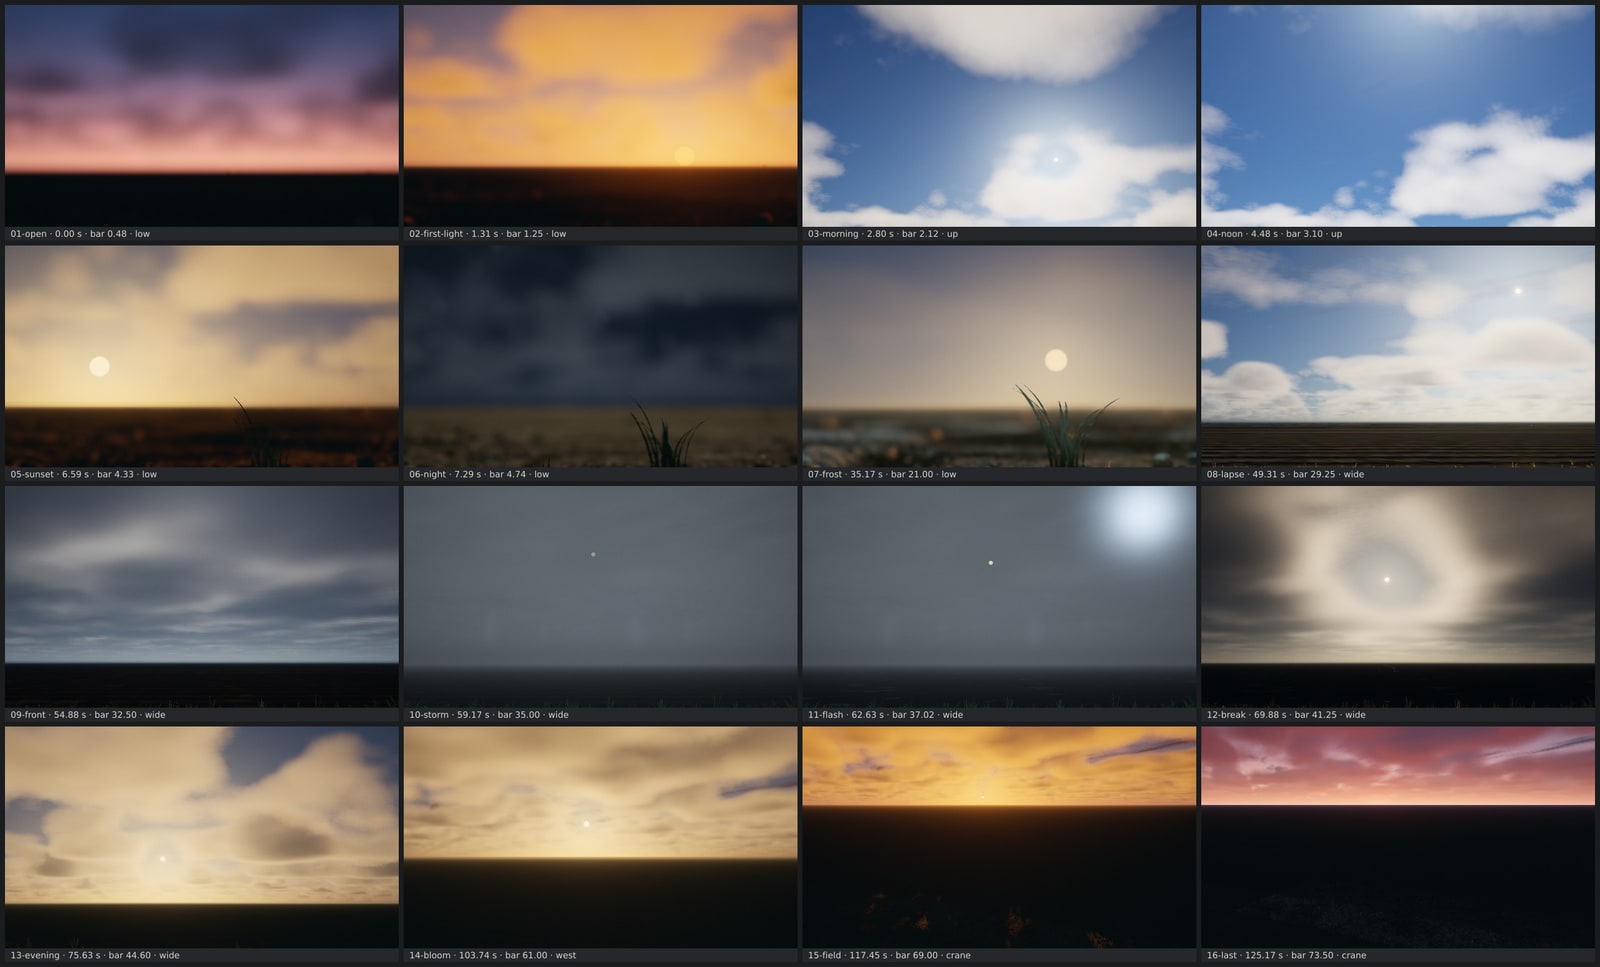 01-open · 0.00 s · bar 0.48 · low
02-first-light · 1.31 s · bar 1.25 · low
03-morning · 2.80 s · bar 2.12 · up
04-noon · 4.48 s · bar 3.10 · up
05-sunset · 6.59 s · bar 4.33 · low
06-night · 7.29 s · bar 4.74 · low
07-frost · 35.17 s · bar 21.00 · low
08-lapse · 49.31 s · bar 29.25 · wide
09-front · 54.88 s · bar 32.50 · wide
10-storm · 59.17 s · bar 35.00 · wide
11-flash · 62.63 s · bar 37.02 · wide
12-break · 69.88 s · bar 41.25 · wide
13-evening · 75.63 s · bar 44.60 · wide
14-bloom · 103.74 s · bar 61.00 · west
15-field · 117.45 s · bar 69.00 · crane
16-last · 125.17 s · bar 73.50 · crane